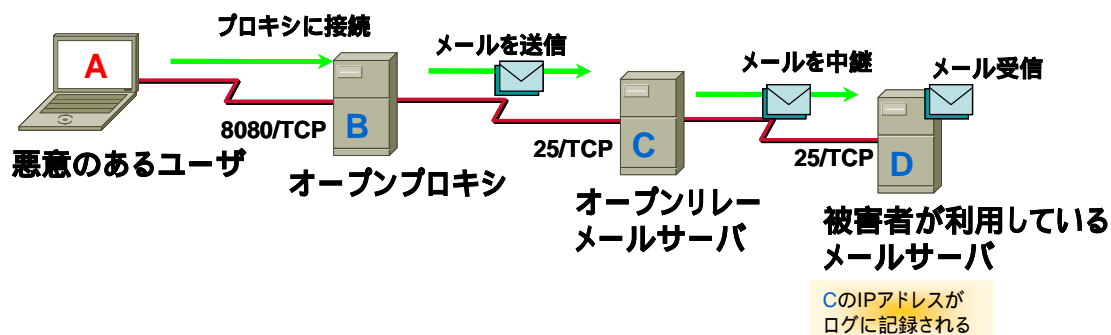 プロキシに接続
メールを送信
メールを中継
メール受信
A
8080/TCP
B
25/TCP
C
25/TCP
D
悪意のあるユーザ
オープンプロキシ
オープンリレー
メールサーバ
被害者が利用している
メールサーバ
CのIPアドレスが
ログに記録される